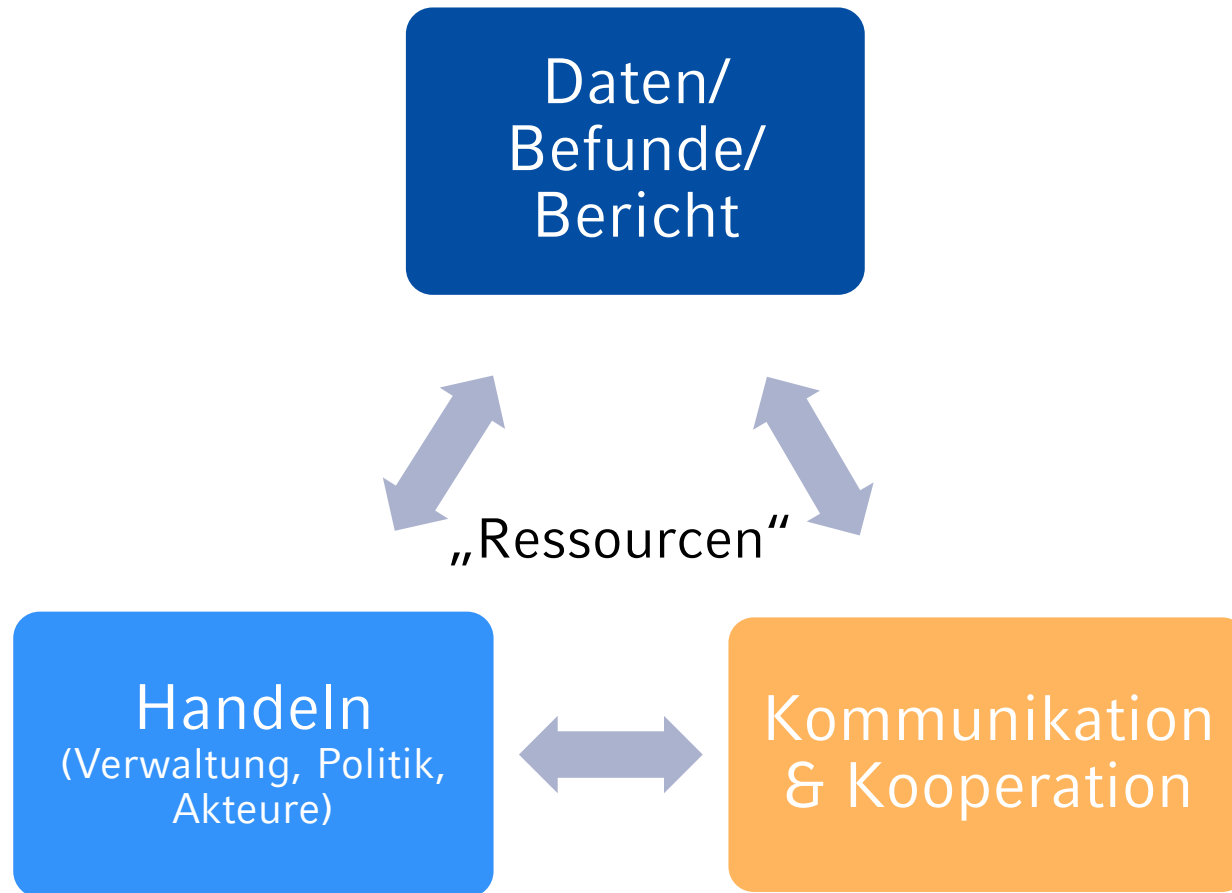 Daten/
Befunde/
Bericht
„Ressourcen“
Handeln
(Verwaltung, Politik,
Akteure)
Kommunikation
& Kooperation